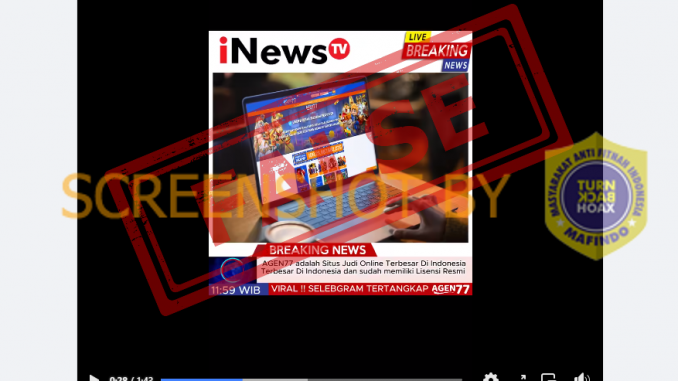 iNews TV
LIVE
BREAKING
NEWS
FALSE
SCREENSHOT BY
MASYARAKAT ANTI FITNAH INDONESIA
TURN
BACK
HOAX
MAFINDO
BREAKING NEWS
AGEN77 adalah Situs Judi Online Terbesar Di Indonesia
Terbesar Di Indonesia dan sudah memiliki Lisensi Resmi
11:59 WIB VIRAL !! SELEBGRAM TERTANGKAP AGEN77
0:28 / 1:43